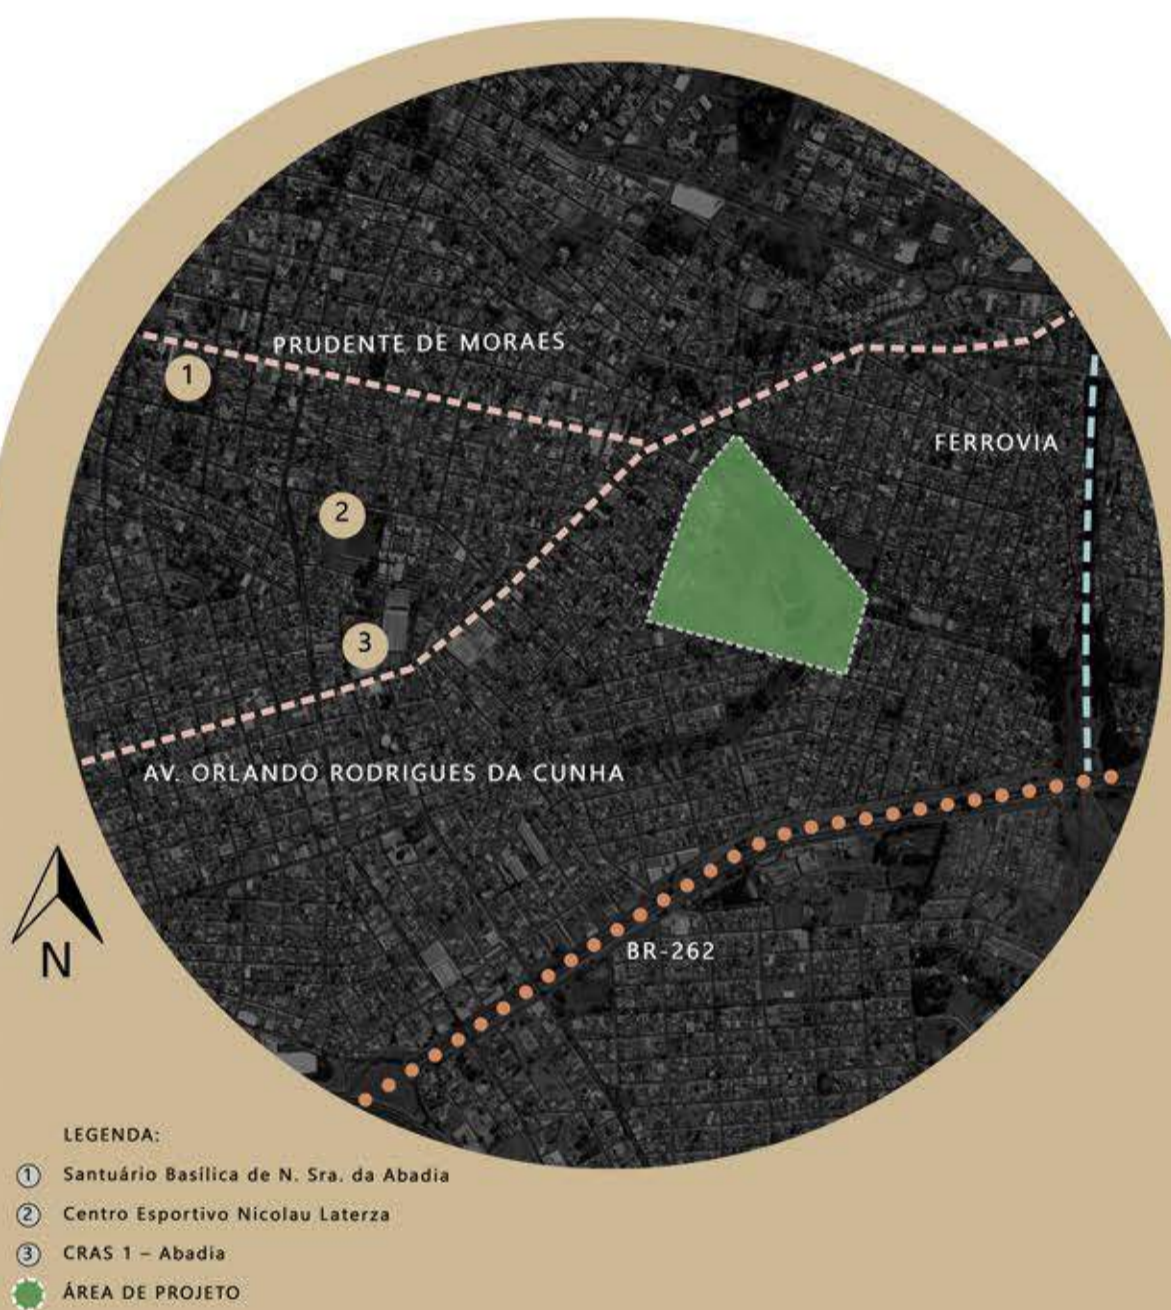 PRUDENTE DE MORAES
1
FERROVIA
2
3
AV. ORLANDO RODRIGUES DA CUNHA
N
BR-262
LEGENDA:
1 Santuário Basílica de N. Sra. da Abadia
2 Centro Esportivo Nicolau Laterza
3 CRAS 1 – Abadia
ÁREA DE PROJETO